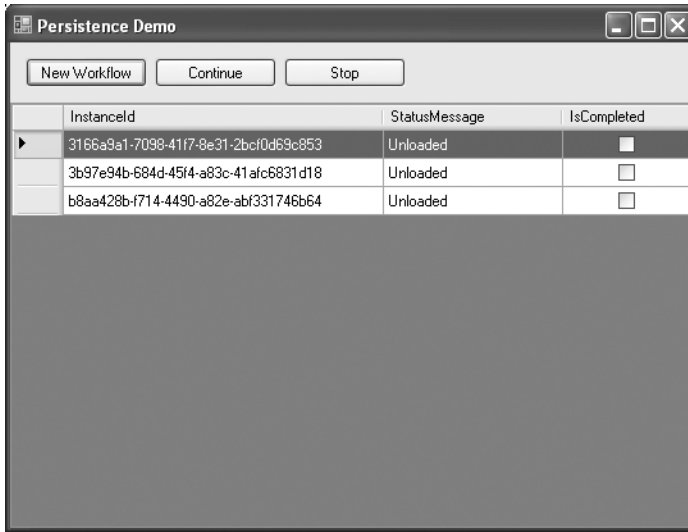 Persistence Demo
New Workflow Continue Stop
InstanceId StatusMessage IsCompleted
3166a9a1-7098-41f7-8e31-2bcf0d69c853 Unloaded
3b97e94b-684d-45f4-a83c-41afc6831d18 Unloaded
b8aa428b-f714-4490-a82e-abf331746b64 Unloaded